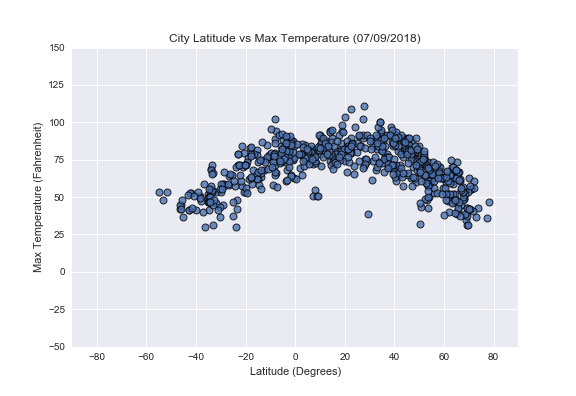 City Latitude vs Max Temperature (07/09/2018)
150
125
100
75
50
25
0
−25
−50
Max Temperature (Fahrenheit)
−80 −60 −40 −20 0 20 40 60 80
Latitude (Degrees)